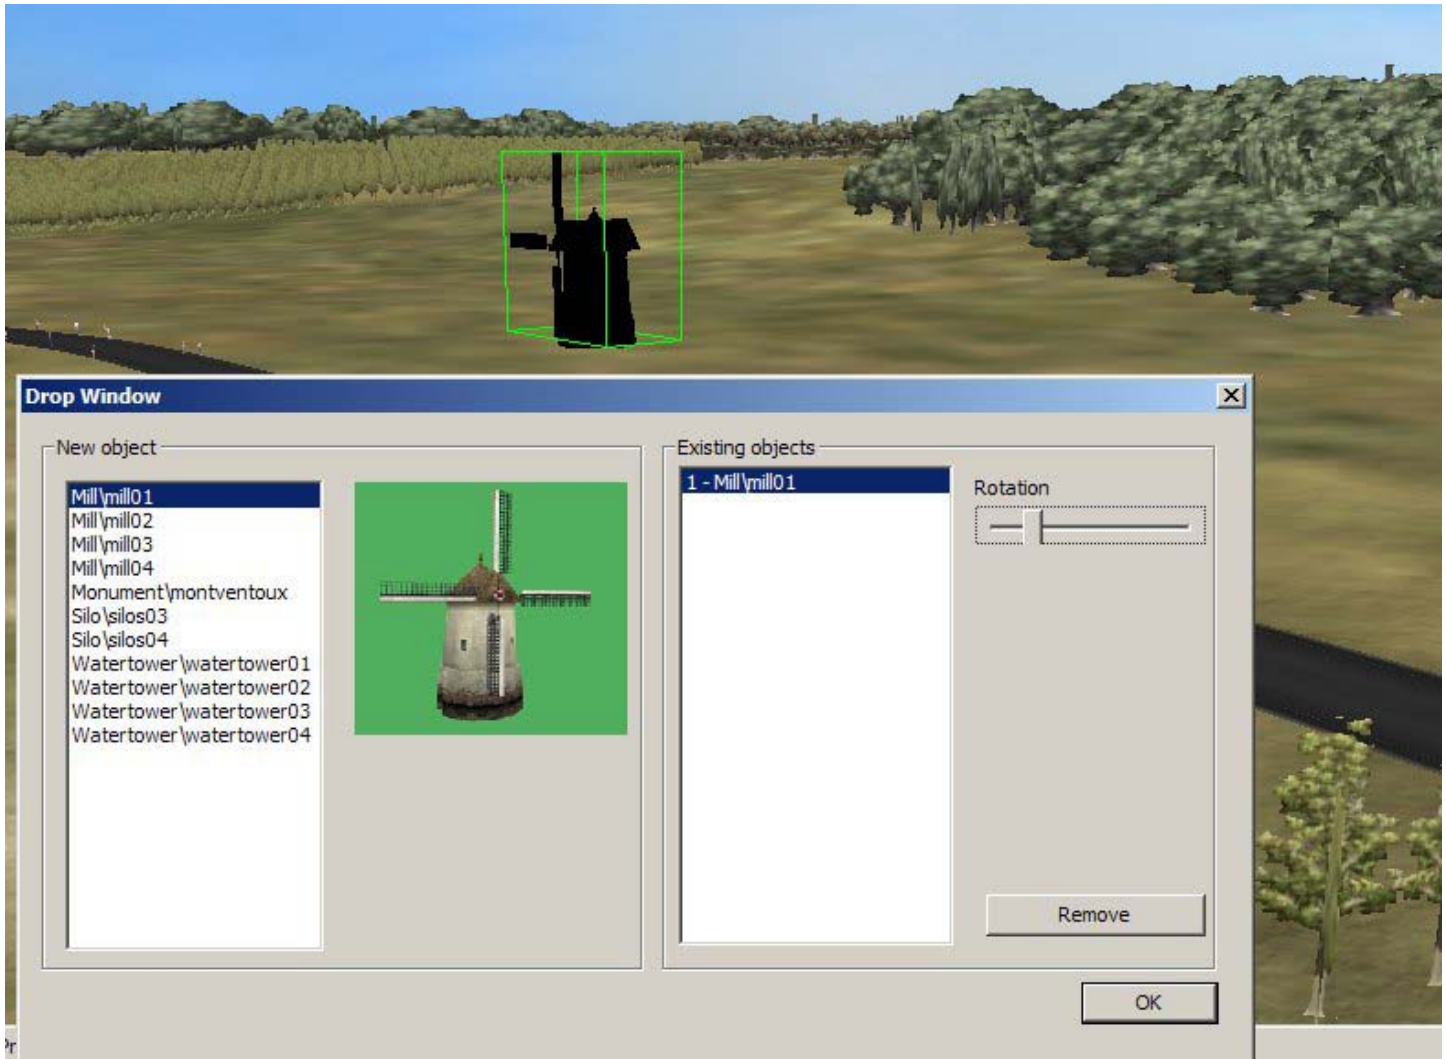 Drop Window
New object
Mill\mill01
Mill\mill02
Mill\mill03
Mill\mill04
Monument\montventoux
Silo\silos03
Silo\silos04
Watertower\watertower01
Watertower\watertower02
Watertower\watertower03
Watertower\watertower04
Existing objects
1 - Mill\mill01
Rotation
Remove
OK